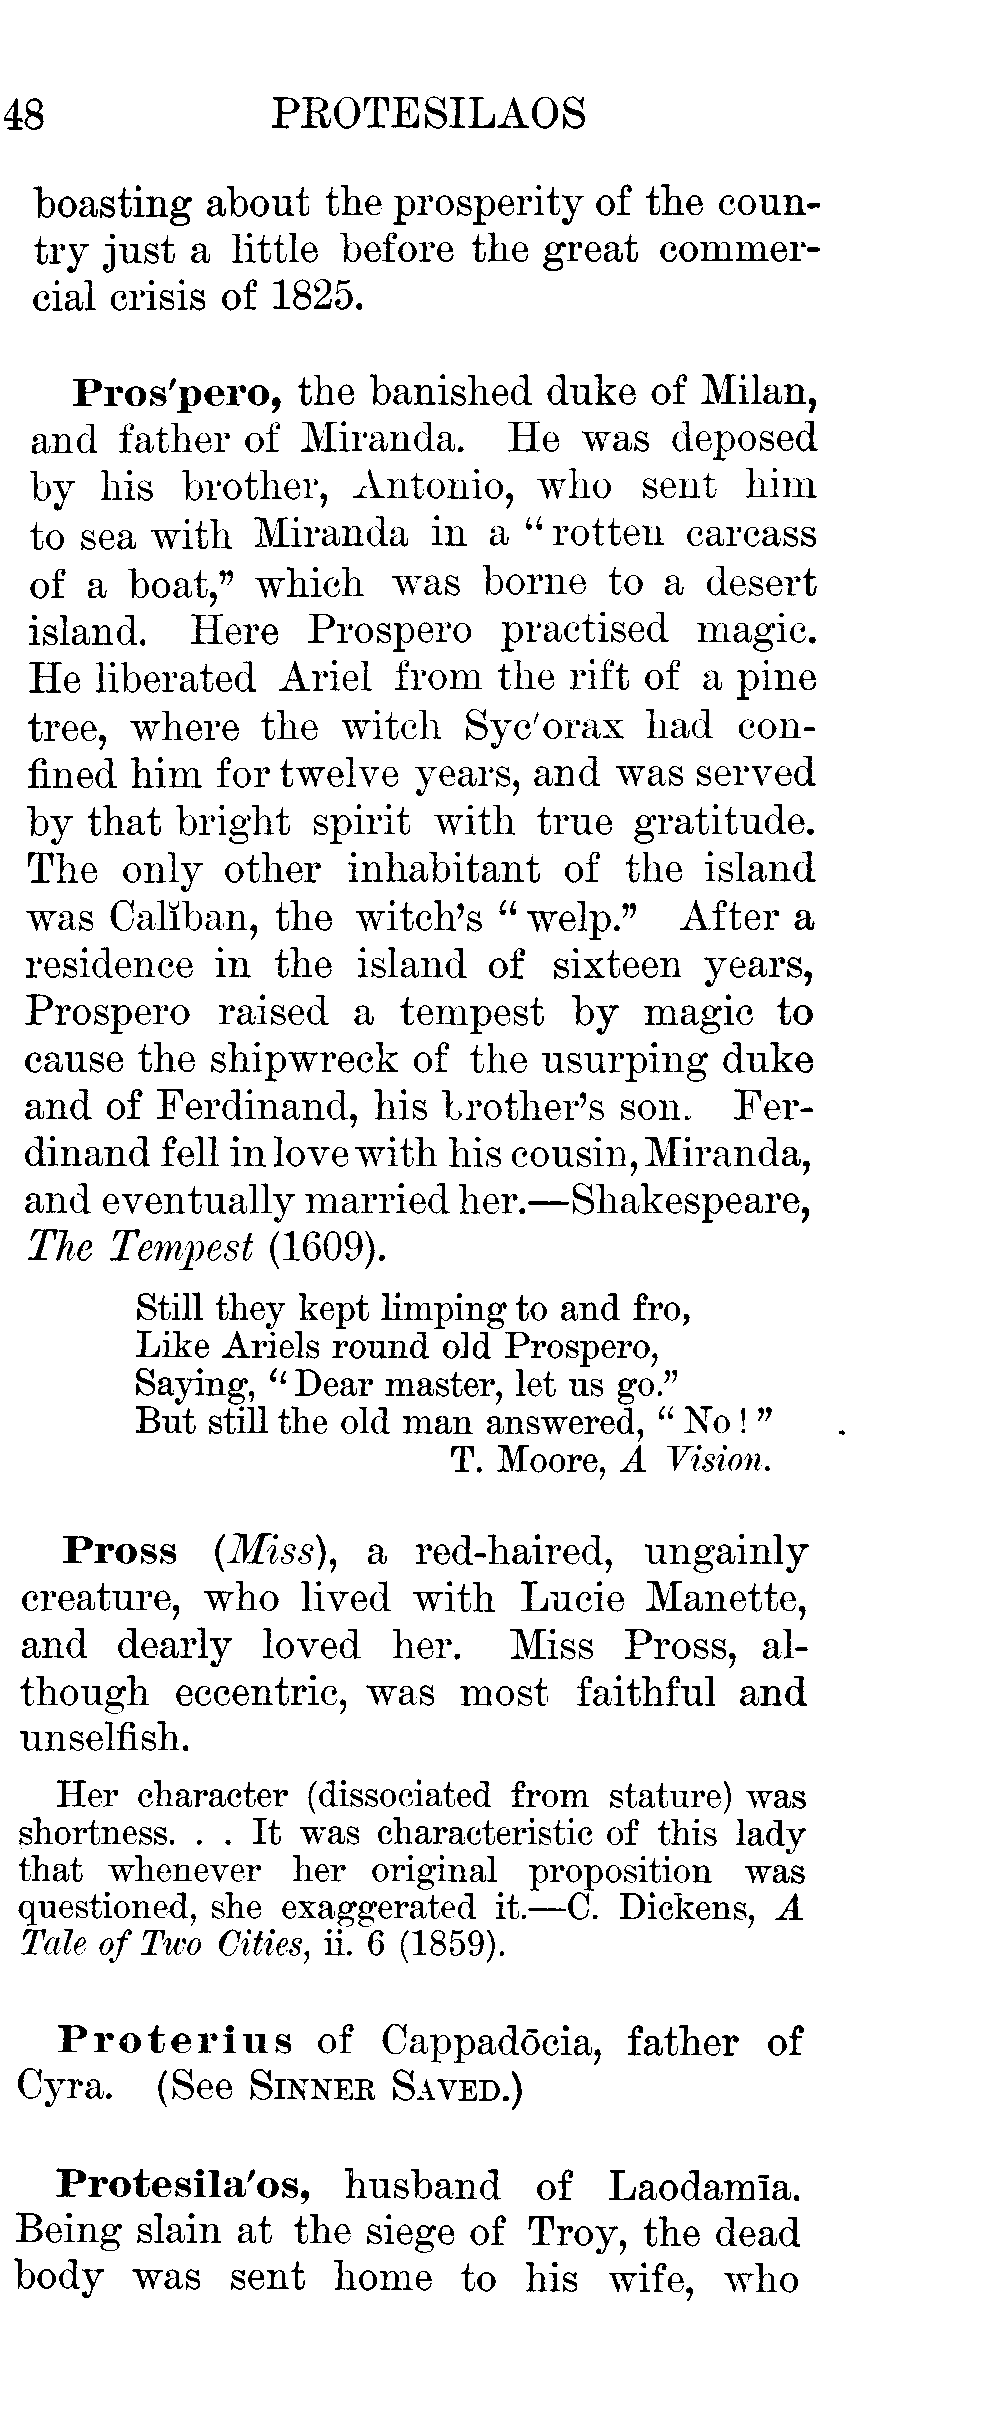 48 PROTESILAOS
boasting about the prosperity of the coun-
try just a little before the great commer-
cial crisis of 1825.
Pros'pero, the banished duke of Milan,
and father of Miranda. He was deposed
by his brother, Antonio, who sent him
to sea with Miranda in a “rotten carcass
of a boat,” which was borne to a desert
island. Here Prospero practised magic.
He liberated Ariel from the rift of a pine
tree, where the witch Syc'orax had con-
fined him for twelve years, and was served
by that bright spirit with true gratitude.
The only other inhabitant of the island
was Calĭban, the witch’s “welp.” After a
residence in the island of sixteen years,
Prospero raised a tempest by magic to
cause the shipwreck of the usurping duke
and of Ferdinand, his brother’s son. Fer-
dinand fell in love with his cousin, Miranda,
and eventually married her.—Shakespeare,
The Tempest (1609).
Still they kept limping to and fro,
Like Ariels round old Prospero,
Saying, “Dear master, let us go.”
But still the old man answered, “No!”
T. Moore, A Vision.
Pross (Miss), a red-haired, ungainly
creature, who lived with Lucie Manette,
and dearly loved her. Miss Pross, al-
though eccentric, was most faithful and
unselfish.
Her character (dissociated from stature) was
shortness. . . It was characteristic of this lady
that whenever her original proposition was
questioned, she exaggerated it.—C. Dickens, A
Tale of Two Cities, ii. 6 (1859).
Proterius of Cappadōcia, father of
Cyra. (See SINNER SAVED.)
Protesila'os, husband of Laodamīa.
Being slain at the siege of Troy, the dead
body was sent home to his wife, who